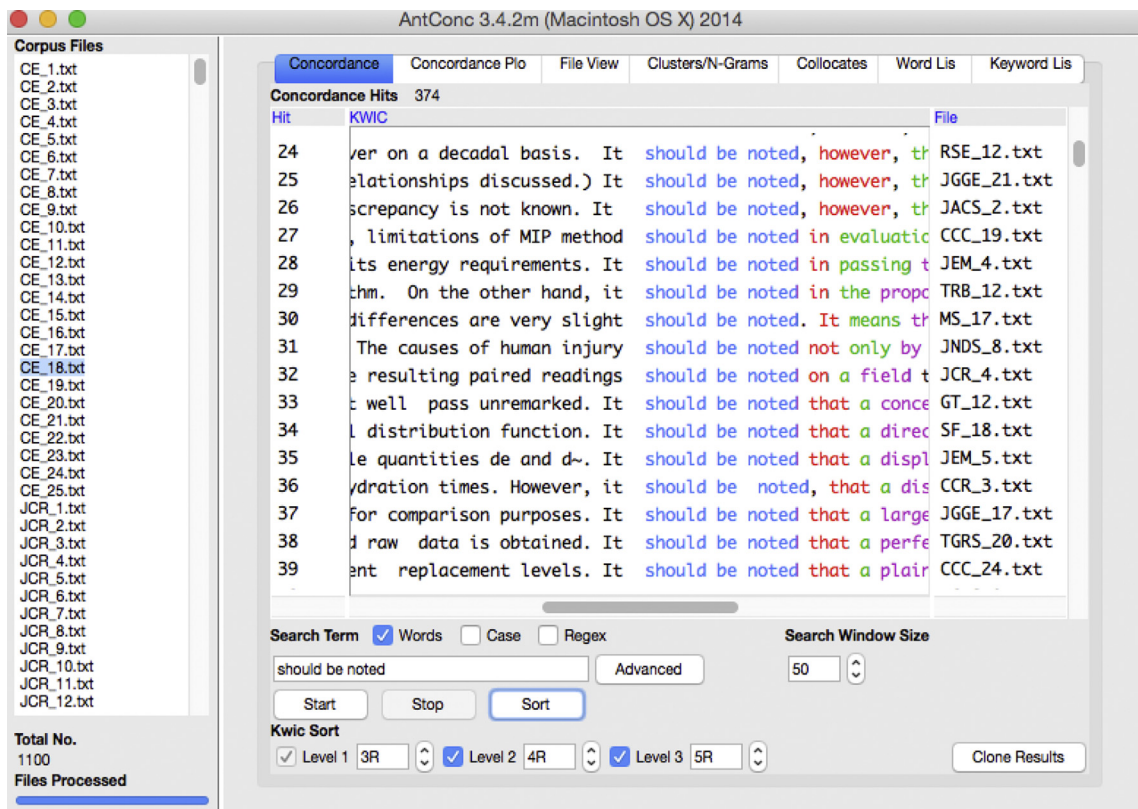 AntConc 3.4.2m (Macintosh OS X) 2014
Corpus Files
CE_1.txt
CE_2.txt
CE_3.txt
CE_4.txt
CE_5.txt
CE_6.txt
CE_7.txt
CE_8.txt
CE_9.txt
CE_10.txt
CE_11.txt
CE_12.txt
CE_13.txt
CE_14.txt
CE_15.txt
CE_16.txt
CE_17.txt
CE_18.txt
CE_19.txt
CE_20.txt
CE_21.txt
CE_22.txt
CE_23.txt
CE_24.txt
CE_25.txt
JCR_1.txt
JCR_2.txt
JCR_3.txt
JCR_4.txt
JCR_5.txt
JCR_6.txt
JCR_7.txt
JCR_8.txt
JCR_9.txt
JCR_10.txt
JCR_11.txt
JCR_12.txt
Total No.
1100
Files Processed
Concordance Concordance Plo File View Clusters/N-Grams Collocates Word Lis Keyword Lis
Concordance Hits 374
Hit KWIC File
24 ver on a decadal basis. It should be noted, however, th RSE_12.txt
25 elationships discussed.) It should be noted, however, th JGGE_21.txt
26 screpancy is not known. It should be noted, however, th JACS_2.txt
27 , limitations of MIP method should be noted in evaluatio CCC_19.txt
28 its energy requirements. It should be noted in passing t JEM_4.txt
29 thm. On the other hand, it should be noted in the propo TRB_12.txt
30 differences are very slight should be noted. It means th MS_17.txt
31 The causes of human injury should be noted not only by JNDS_8.txt
32 e resulting paired readings should be noted on a field t JCR_4.txt
33 t well pass unremarked. It should be noted that a conce GT_12.txt
34 l distribution function. It should be noted that a direc SF_18.txt
35 le quantities de and d~. It should be noted that a displ JEM_5.txt
36 ydration times. However, it should be noted, that a dis CCR_3.txt
37 for comparison purposes. It should be noted that a large JGGE_17.txt
38 d raw data is obtained. It should be noted that a perfe TGRS_20.txt
39 ent replacement levels. It should be noted that a plain CCC_24.txt
Search Term Words Case Regex Search Window Size
should be noted Advanced 50
Start Stop Sort
Kwic Sort
Level 1 3R Level 2 4R Level 3 5R Clone Results